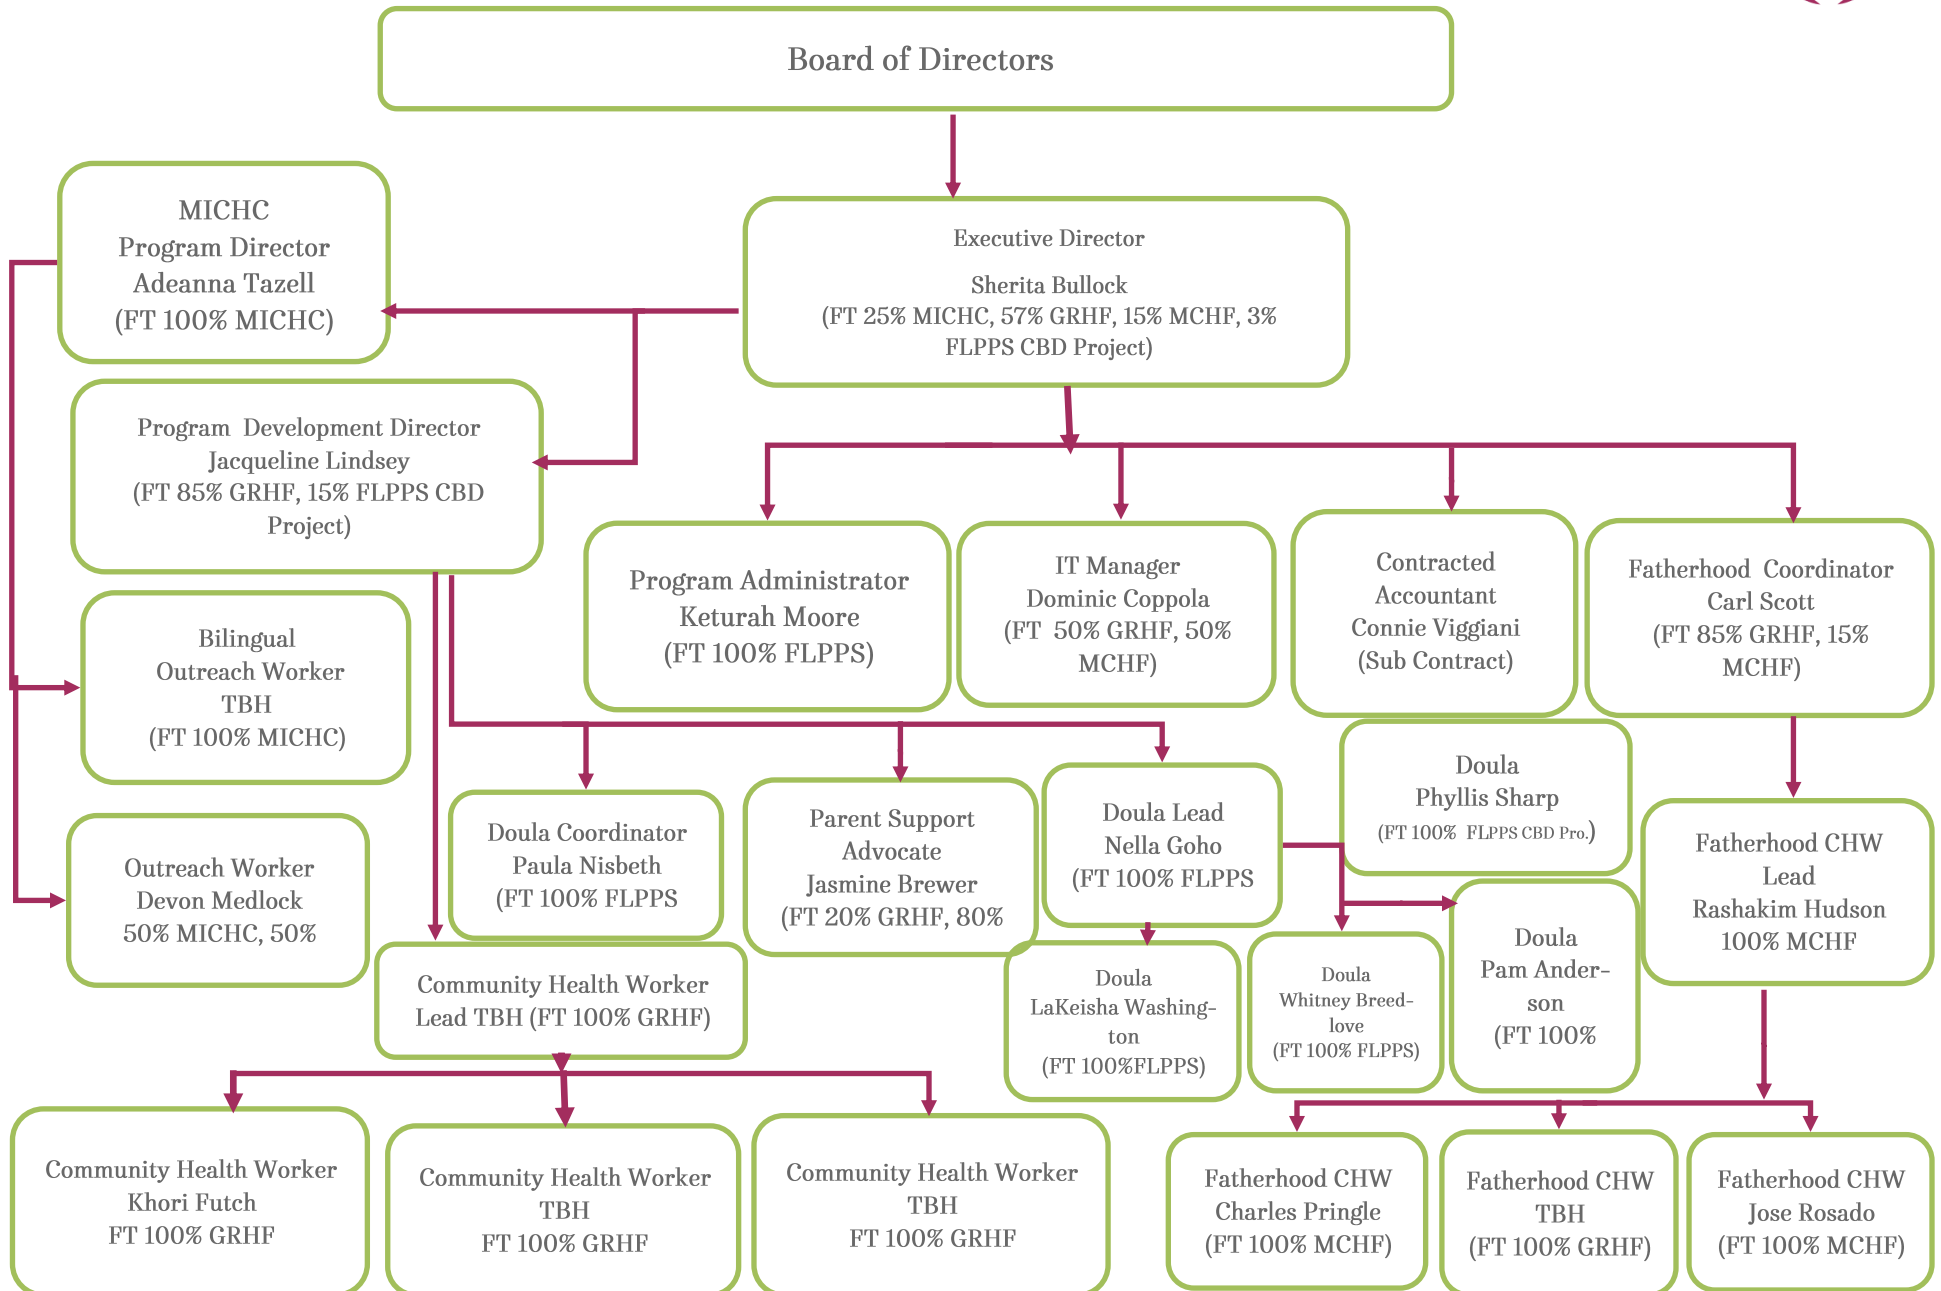 Board of Directors
MICHC
Program Director
Adeanna Tazell
(FT 100% MICHC)
Executive Director
Sherita Bullock
(FT 25% MICHC, 57% GRHF, 15% MCHF, 3%
FLPPS CBD Project)
Program  Development Director
Jacqueline Lindsey
(FT 85% GRHF, 15% FLPPS CBD
Project)
Program Administrator
Keturah Moore
(FT 100% FLPPS)
IT Manager
Dominic Coppola
(FT  50% GRHF, 50%
MCHF)
Contracted
Accountant
Connie Viggiani
(Sub Contract)
Fatherhood  Coordinator
Carl Scott
(FT 85% GRHF, 15%
MCHF)
Bilingual
Outreach Worker
TBH
(FT 100% MICHC)
Outreach Worker
Devon Medlock
50% MICHC, 50%
Doula Coordinator
Paula Nisbeth
(FT 100% FLPPS
Parent Support
Advocate
Jasmine Brewer
(FT 20% GRHF, 80%
Doula Lead
Nella Goho
(FT 100% FLPPS
Doula
Phyllis Sharp
(FT 100%  FLPPS CBD Pro.)
Fatherhood CHW
Lead
Rashakim Hudson
100% MCHF
Community Health Worker
Lead TBH (FT 100% GRHF)
Doula
LaKeisha Washing-
ton
(FT 100%FLPPS)
Doula
Whitney Breed-
love
(FT 100% FLPPS)
Doula
Pam Ander-
son
(FT 100%
Community Health Worker
Khori Futch
FT 100% GRHF
Community Health Worker
TBH
FT 100% GRHF
Community Health Worker
TBH
FT 100% GRHF
Fatherhood CHW
Charles Pringle
(FT 100% MCHF)
Fatherhood CHW
TBH
(FT 100% GRHF)
Fatherhood CHW
Jose Rosado
(FT 100% MCHF)